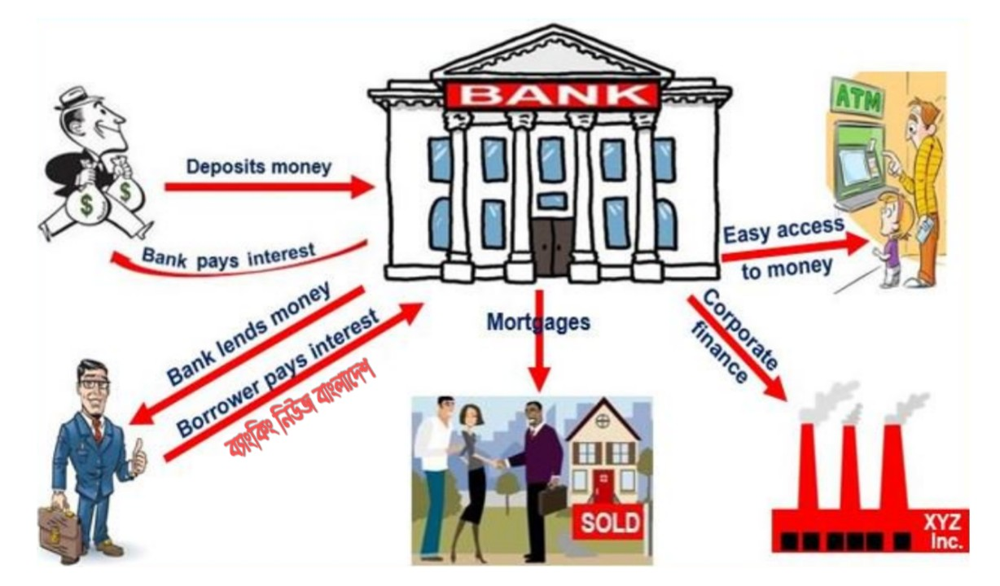 BANK
ATM
Deposits money
$ $
Bank pays interest
Easy access
to money
Bank lends money
Borrower pays interest
ব্যাংকিং নিউজ বাংলাদেশ
Mortgages
Corporate
finance
SOLD
XYZ
Inc.